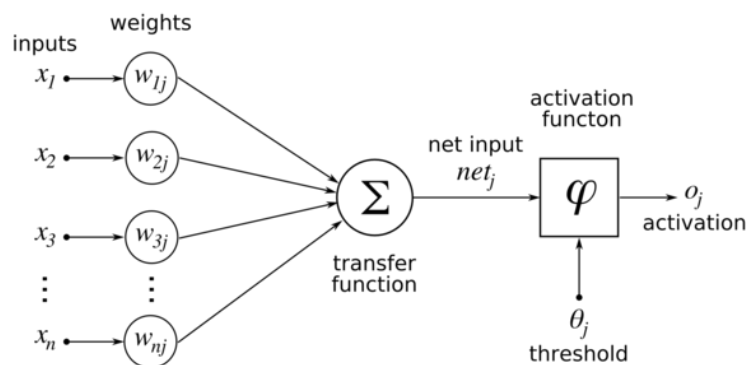 inputs
weights
x1
w1j
x2
w2j
x3
w3j
⋮
⋮
xn
wnj
Σ
transfer
function
net input
netj
activation
functon
φ
oj
activation
θj
threshold